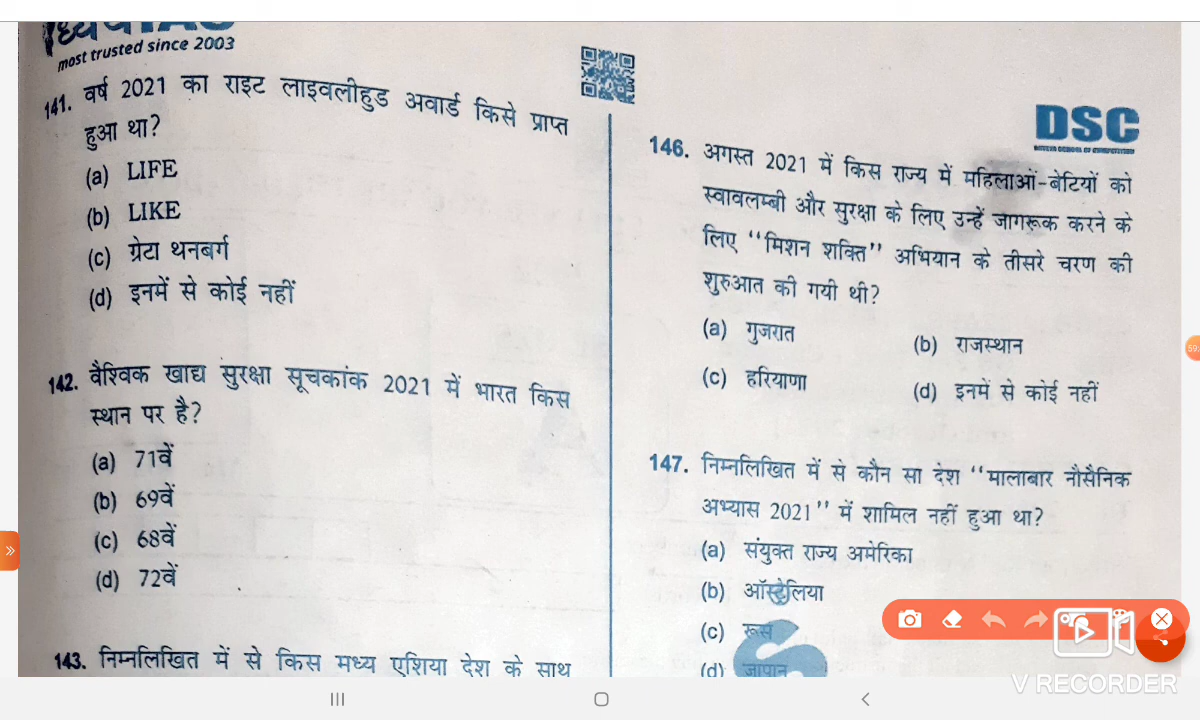 most trusted since 2003
141. वर्ष 2021 का राइट लाइवलीहुड अवार्ड किसे प्राप्त
हुआ था?
(a) LIFE
(b) LIKE
(c) ग्रेटा थनबर्ग
(d) इनमें से कोई नहीं
142. वैश्विक खाद्य सुरक्षा सूचकांक 2021 में भारत किस
स्थान पर है?
(a) 71वें
(b) 69वें
(c) 68वें
(d) 72वें
143. निम्नलिखित में से किस मध्य एशिया देश के साथ
DSC
146. अगस्त 2021 में किस राज्य में महिलाओं-बेटियों को
स्वावलम्बी और सुरक्षा के लिए उन्हें जागरूक करने के
लिए "मिशन शक्ति" अभियान के तीसरे चरण की
शुरुआत की गयी थी?
(a) गुजरात (b) राजस्थान
(c) हरियाणा (d) इनमें से कोई नहीं
147. निम्नलिखित में से कौन सा देश "मालाबार नौसैनिक
अभ्यास 2021" में शामिल नहीं हुआ था?
(a) संयुक्त राज्य अमेरिका
(b) ऑस्ट्रेलिया
(c) रूस
(d) जापान
V RECORDER